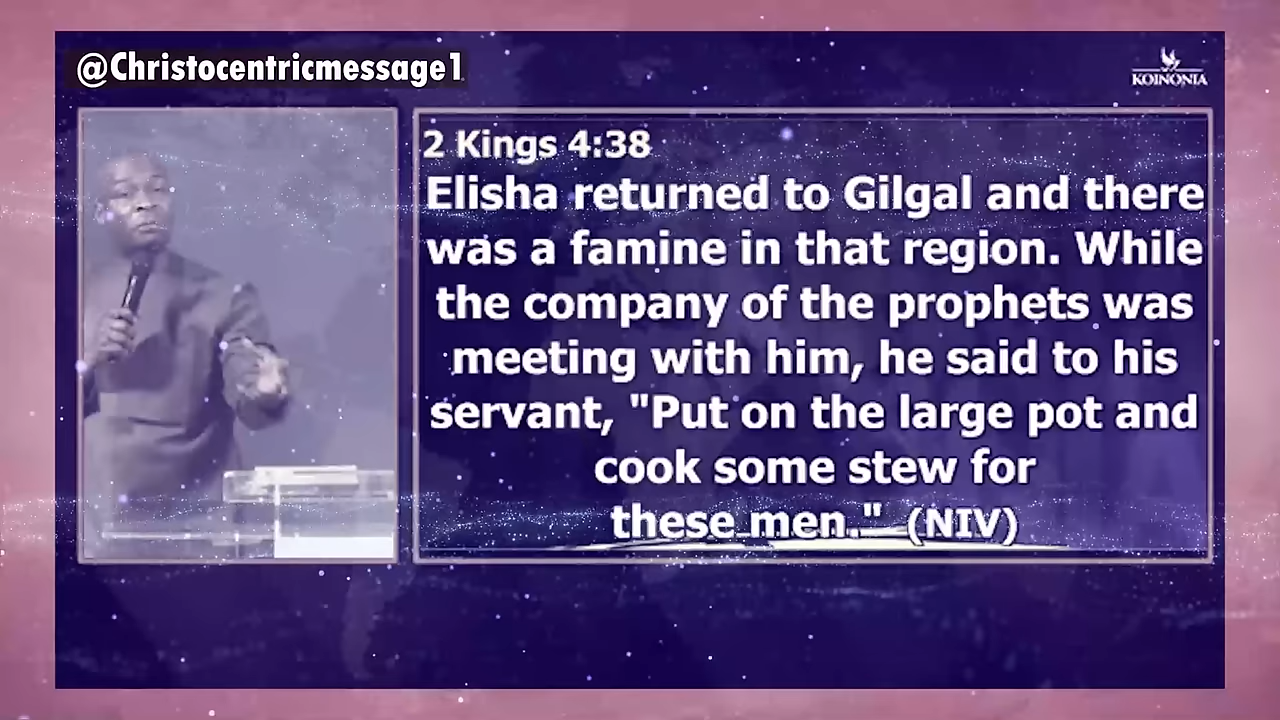 @Christocentricmessage1
KOINONIA
2 Kings 4:38
Elisha returned to Gilgal and there
was a famine in that region. While
the company of the prophets was
meeting with him, he said to his
servant, "Put on the large pot and
cook some stew for
these men." (NIV)